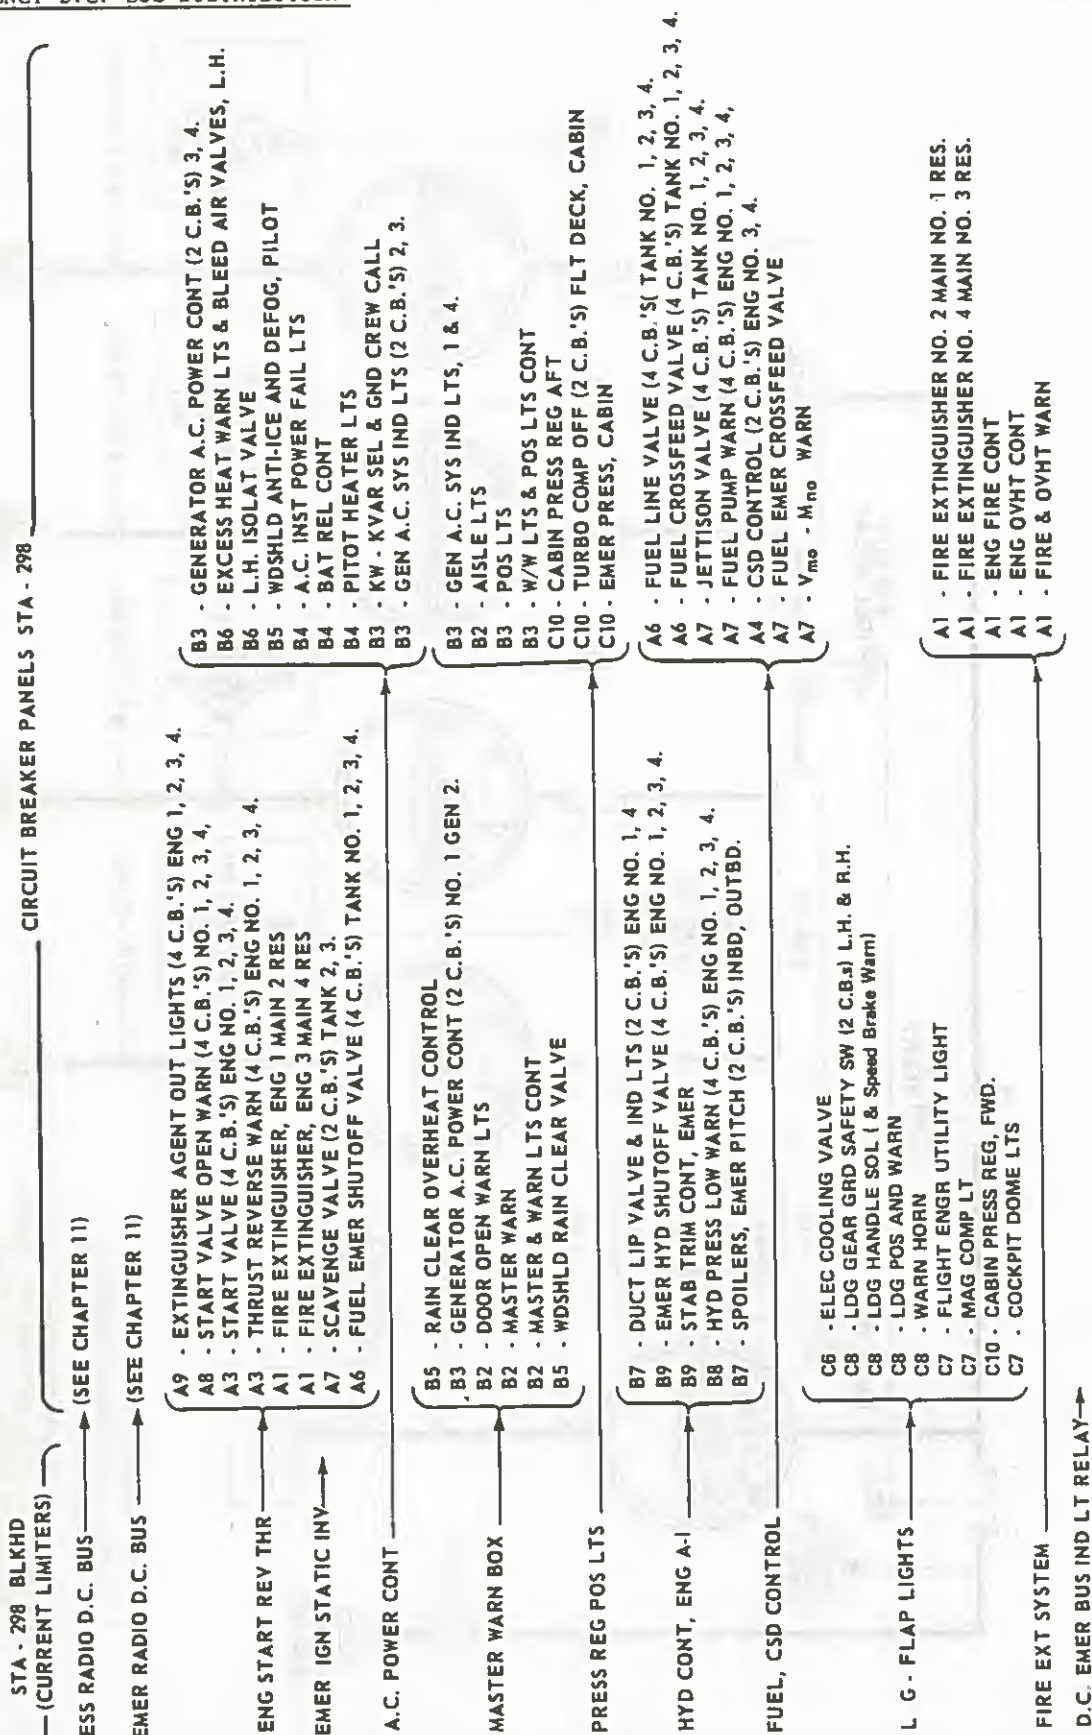 STA - 298 BLKHD
(CURRENT LIMITERS)
CIRCUIT BREAKER PANELS STA - 298
ESS RADIO D.C. BUS
(SEE CHAPTER 11)
EMER RADIO D.C. BUS
(SEE CHAPTER 11)
ENG START REV THR
A9 - EXTINGUISHER AGENT OUT LIGHTS (4 C.B.'S) ENG 1, 2, 3, 4.
A8 - START VALVE OPEN WARN (4 C.B.'S) NO. 1, 2, 3, 4,
A3 - START VALVE (4 C.B.'S) ENG NO. 1, 2, 3, 4.
A3 - THRUST REVERSE WARN (4 C.B.'S) ENG NO. 1, 2, 3, 4.
A1 - FIRE EXTINGUISHER, ENG 1 MAIN 2 RES
A1 - FIRE EXTINGUISHER, ENG 3 MAIN 4 RES
A7 - SCAVENGE VALVE (2 C.B.'S) TANK 2, 3.
A6 - FUEL EMER SHUTOFF VALVE (4 C.B.'S) TANK NO. 1, 2, 3, 4.
EMER IGN STATIC INV
A.C. POWER CONT
B3 - GENERATOR A.C. POWER CONT (2 C.B.'S) 3, 4.
B6 - EXCESS HEAT WARN LTS & BLEED AIR VALVES, L.H.
B6 - L.H. ISOLAT VALVE
B5 - WDSHLD ANTI-ICE AND DEFOG, PILOT
B4 - A.C. INST POWER FAIL LTS
B4 - BAT REL CONT
B4 - PITOT HEATER LTS
B3 - KW - KVAR SEL & GND CREW CALL
B3 - GEN A.C. SYS IND LTS (2 C.B.'S) 2, 3.
MASTER WARN BOX
B5 - RAIN CLEAR OVERHEAT CONTROL
B3 - GENERATOR A.C. POWER CONT (2 C.B.'S) NO. 1 GEN 2.
B2 - DOOR OPEN WARN LTS
B2 - MASTER WARN
B2 - MASTER & WARN LTS CONT
B5 - WDSHLD RAIN CLEAR VALVE
PRESS REG POS LTS
B3 - GEN A.C. SYS IND LTS, 1 & 4.
B2 - AISLE LTS
B3 - POS LTS
B3 - W/W LTS & POS LTS CONT
C10 - CABIN PRESS REG AFT
C10 - TURBO COMP OFF (2 C.B.'S) FLT DECK, CABIN
C10 - EMER PRESS, CABIN
HYD CONT, ENG A-I
B7 - DUCT LIP VALVE & IND LTS (2 C.B.'S) ENG NO. 1, 4
B9 - EMER HYD SHUTOFF VALVE (4 C.B.'S) ENG NO. 1, 2, 3, 4.
B9 - STAB TRIM CONT, EMER
B8 - HYD PRESS LOW WARN (4 C.B.'S) ENG NO. 1, 2, 3, 4.
B7 - SPOILERS, EMER PITCH (2 C.B.'S) INBD, OUTBD.
FUEL, CSD CONTROL
A6 - FUEL LINE VALVE (4 C.B.'S( TANK NO. 1, 2, 3, 4.
A6 - FUEL CROSSFEED VALVE (4 C.B.'S) TANK NO. 1, 2, 3, 4.
A7 - JETTISON VALVE (4 C.B.'S) TANK NO. 1, 2, 3, 4.
A7 - FUEL PUMP WARN (4 C.B.'S) ENG NO. 1, 2, 3, 4,
A4 - CSD CONTROL (2 C.B.'S) ENG NO. 3, 4.
A7 - FUEL EMER CROSSFEED VALVE
A7 - Vmo - Mno WARN
L G - FLAP LIGHTS
C6 - ELEC COOLING VALVE
C8 - LDG GEAR GRD SAFETY SW (2 C.B.s) L.H. & R.H.
C8 - LDG HANDLE SOL ( & Speed Brake Warn)
C8 - LDG POS AND WARN
C8 - WARN HORN
C7 - FLIGHT ENGR UTILITY LIGHT
C7 - MAG COMP LT
C10 - CABIN PRESS REG, FWD.
C7 - COCKPIT DOME LTS
FIRE EXT SYSTEM
A1 - FIRE EXTINGUISHER NO. 2 MAIN NO. 1 RES.
A1 - FIRE EXTINGUISHER NO. 4 MAIN NO. 3 RES.
A1 - ENG FIRE CONT
A1 - ENG OVHT CONT
A1 - FIRE & OVHT WARN
D.C. EMER BUS IND LT RELAY